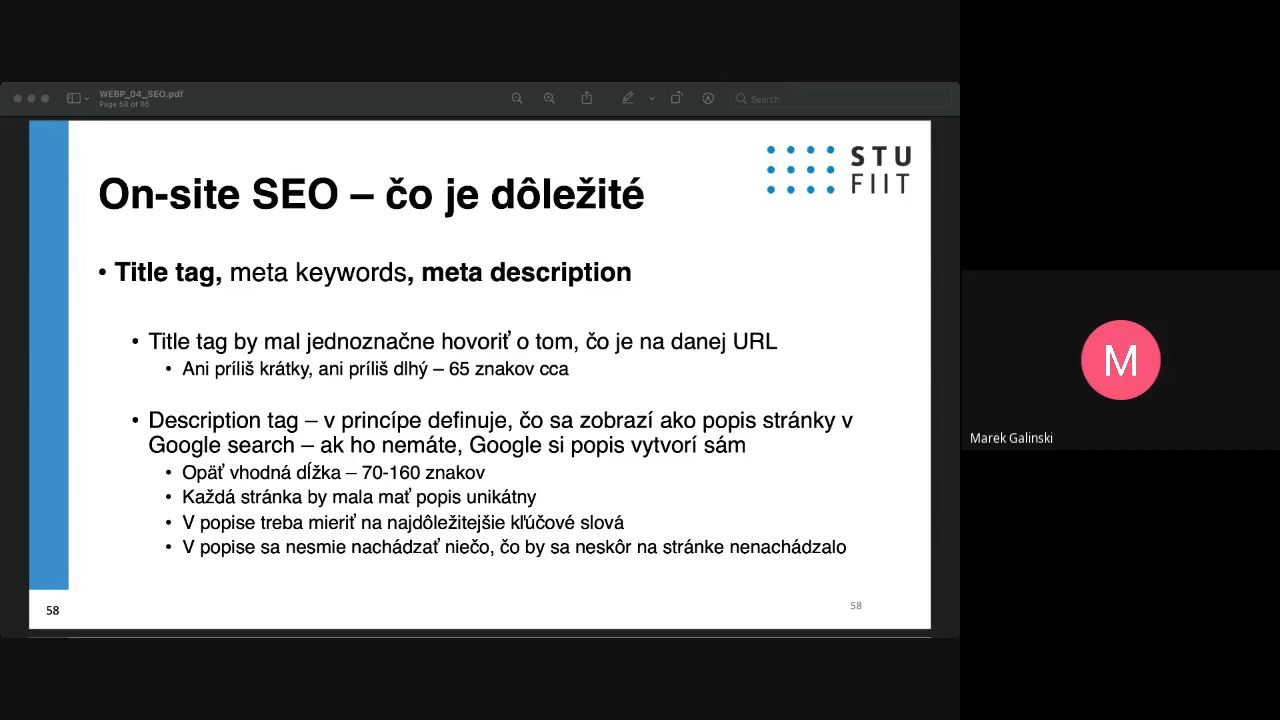 WEBP_04_SEO.pdf
Page 58 of 85
Search
STU
FIIT
On-site SEO – čo je dôležité
• Title tag, meta keywords, meta description
• Title tag by mal jednoznačne hovoriť o tom, čo je na danej URL
• Ani príliš krátky, ani príliš dlhý – 65 znakov cca
• Description tag – v princípe definuje, čo sa zobrazí ako popis stránky v
Google search – ak ho nemáte, Google si popis vytvorí sám
• Opäť vhodná dĺžka – 70-160 znakov
• Každá stránka by mala mať popis unikátny
• V popise treba mieriť na najdôležitejšie kľúčové slová
• V popise sa nesmie nachádzať niečo, čo by sa neskôr na stránke nenachádzalo
58
58
M
Marek Galinski